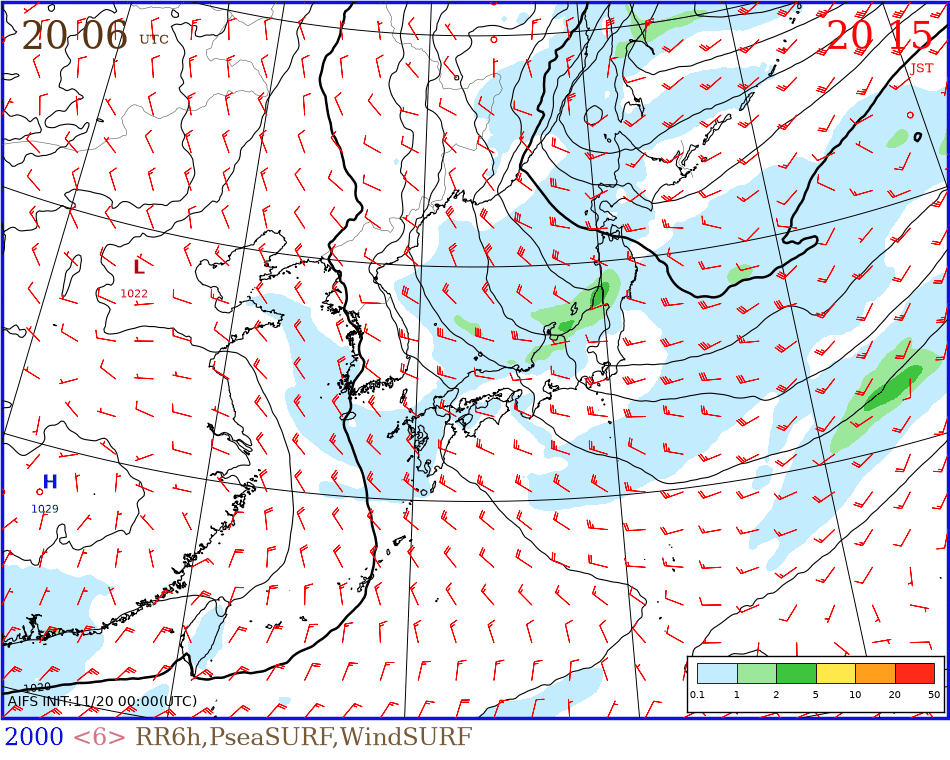 20 06 UTC
20 15
JST
L
1022
H
1029
1020
AIFS INIT:11/20 00:00(UTC)
0.1 1 2 5 10 20 50
2000 <6> RR6h,PseaSURF,WindSURF